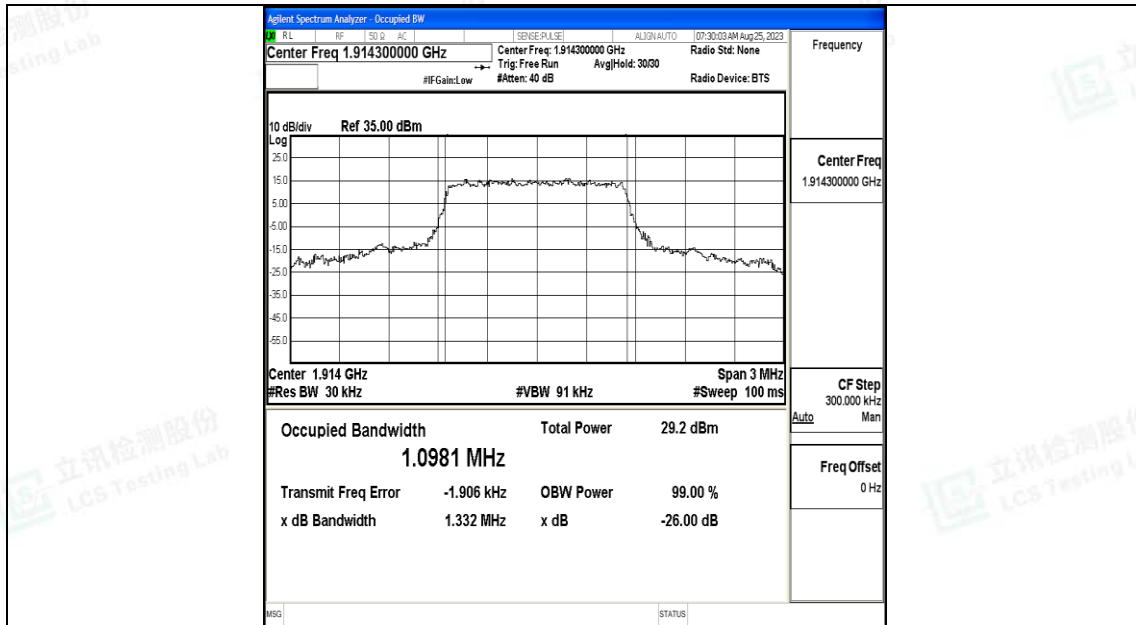 Agilent Spectrum Analyzer - Occupied BW
RL RF 50 Ω AC SENSE:PULSE ALIGN AUTO 07:30:03 AM Aug 25, 2023
Center Freq 1.914300000 GHz
Center Freq: 1.914300000 GHz Radio Std: None
Trig: Free Run Avg|Hold: 30/30
#IFGain:Low #Atten: 40 dB Radio Device: BTS
10 dB/div Ref 35.00 dBm
Log
25.0
15.0
5.00
-5.00
-15.0
-25.0
-35.0
-45.0
-55.0
Center 1.914 GHz Span 3 MHz
#Res BW 30 kHz #VBW 91 kHz #Sweep 100 ms
Occupied Bandwidth Total Power 29.2 dBm
1.0981 MHz
Transmit Freq Error -1.906 kHz OBW Power 99.00 %
x dB Bandwidth 1.332 MHz x dB -26.00 dB
MSG STATUS
Frequency
Center Freq
1.914300000 GHz
CF Step
300.000 kHz
Auto Man
Freq Offset
0 Hz
立讯检测股份
LCS Testing Lab
立讯检测股份
LCS Testing